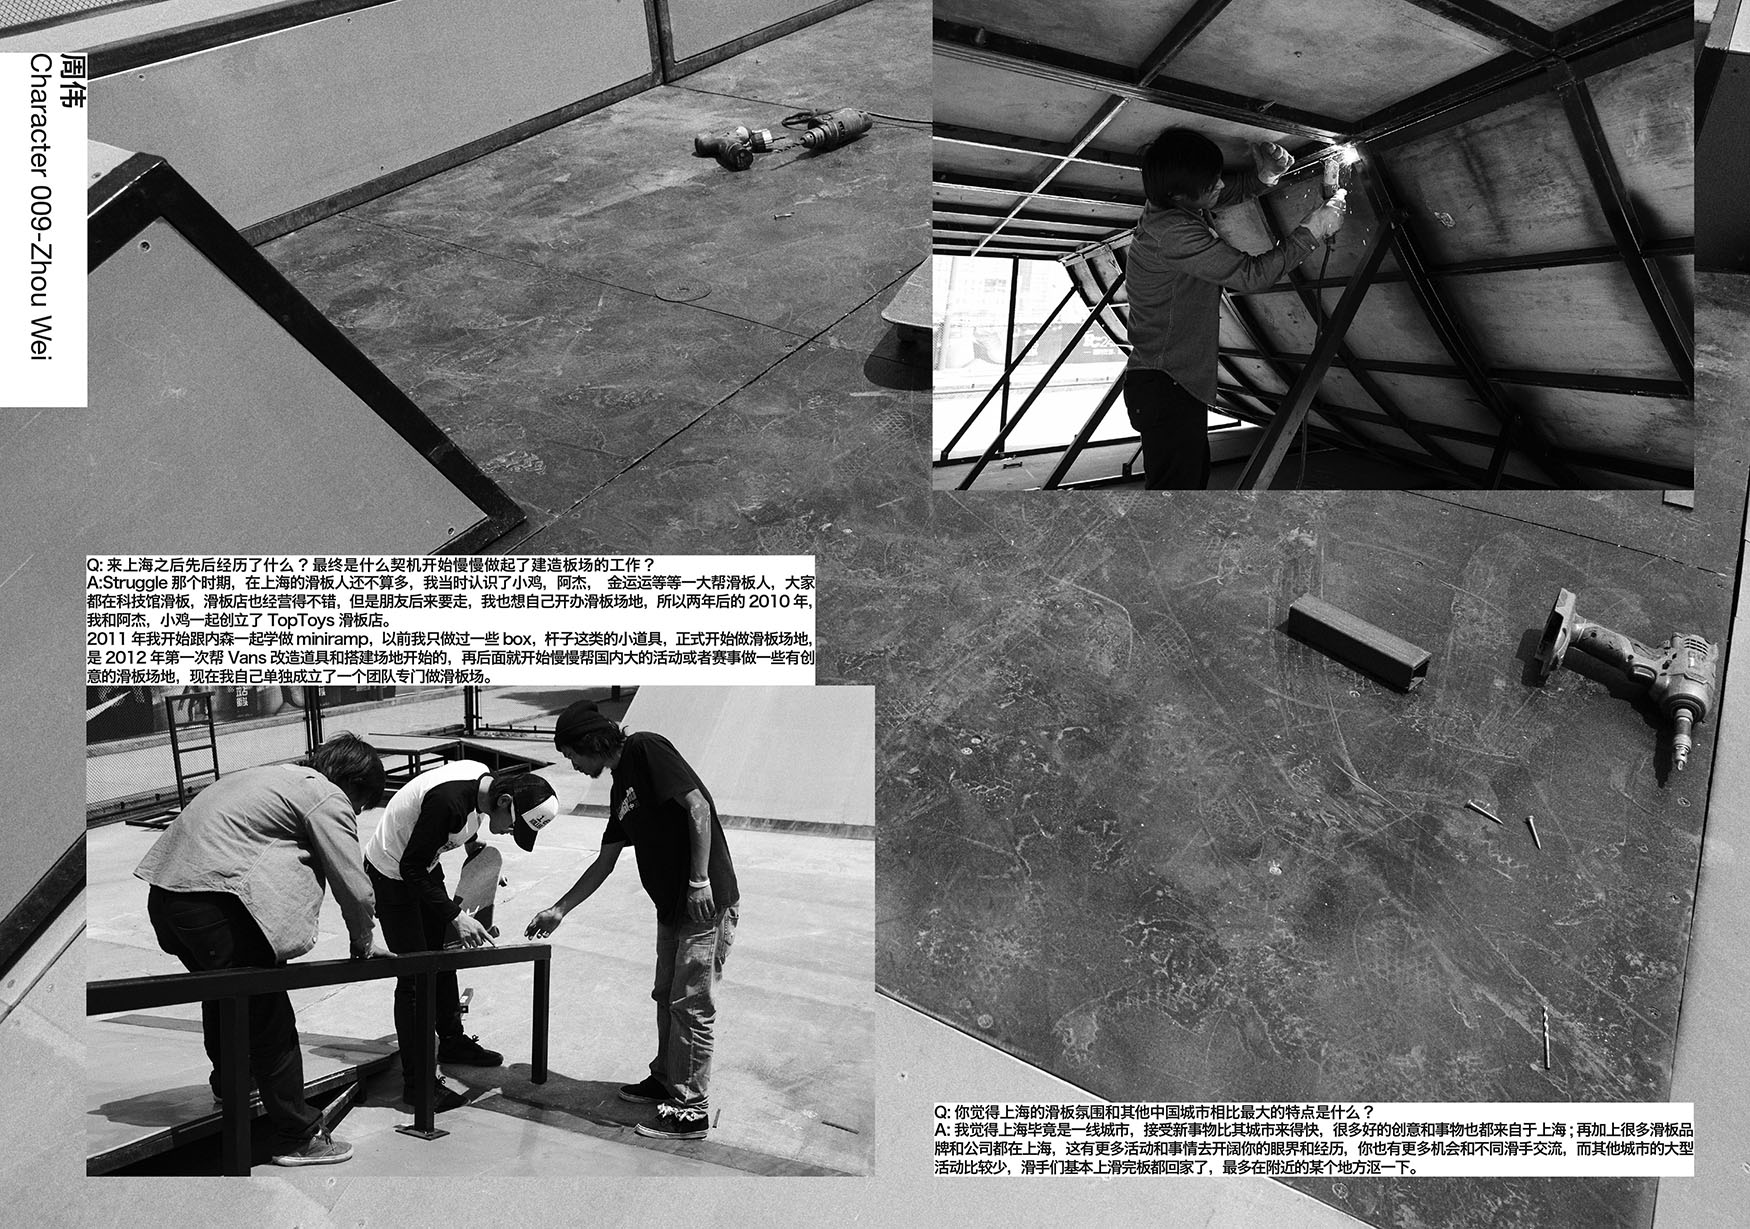 周伟
Character 009-Zhou Wei
Q: 来上海之后先后经历了什么？最终是什么契机开始慢慢做起了建造板场的工作？
A:Struggle 那个时期，在上海的滑板人还不算多，我当时认识了小鸡，阿杰， 金运运等等一大帮滑板人，大家
都在科技馆滑板，滑板店也经营得不错，但是朋友后来要走，我也想自己开办滑板场地，所以两年后的 2010 年，
我和阿杰，小鸡一起创立了 TopToys 滑板店。
2011 年我开始跟内森一起学做 miniramp，以前我只做过一些 box，杆子这类的小道具，正式开始做滑板场地，
是 2012 年第一次帮 Vans 改造道具和搭建场地开始的，再后面就开始慢慢帮国内大的活动或者赛事做一些有创
意的滑板场地，现在我自己单独成立了一个团队专门做滑板场。
Q: 你觉得上海的滑板氛围和其他中国城市相比最大的特点是什么？
A: 我觉得上海毕竟是一线城市，接受新事物比其城市来得快，很多好的创意和事物也都来自于上海；再加上很多滑板品
牌和公司都在上海，这有更多活动和事情去开阔你的眼界和经历，你也有更多机会和不同滑手交流，而其他城市的大型
活动比较少，滑手们基本上滑完板都回家了，最多在附近的某个地方沤一下。